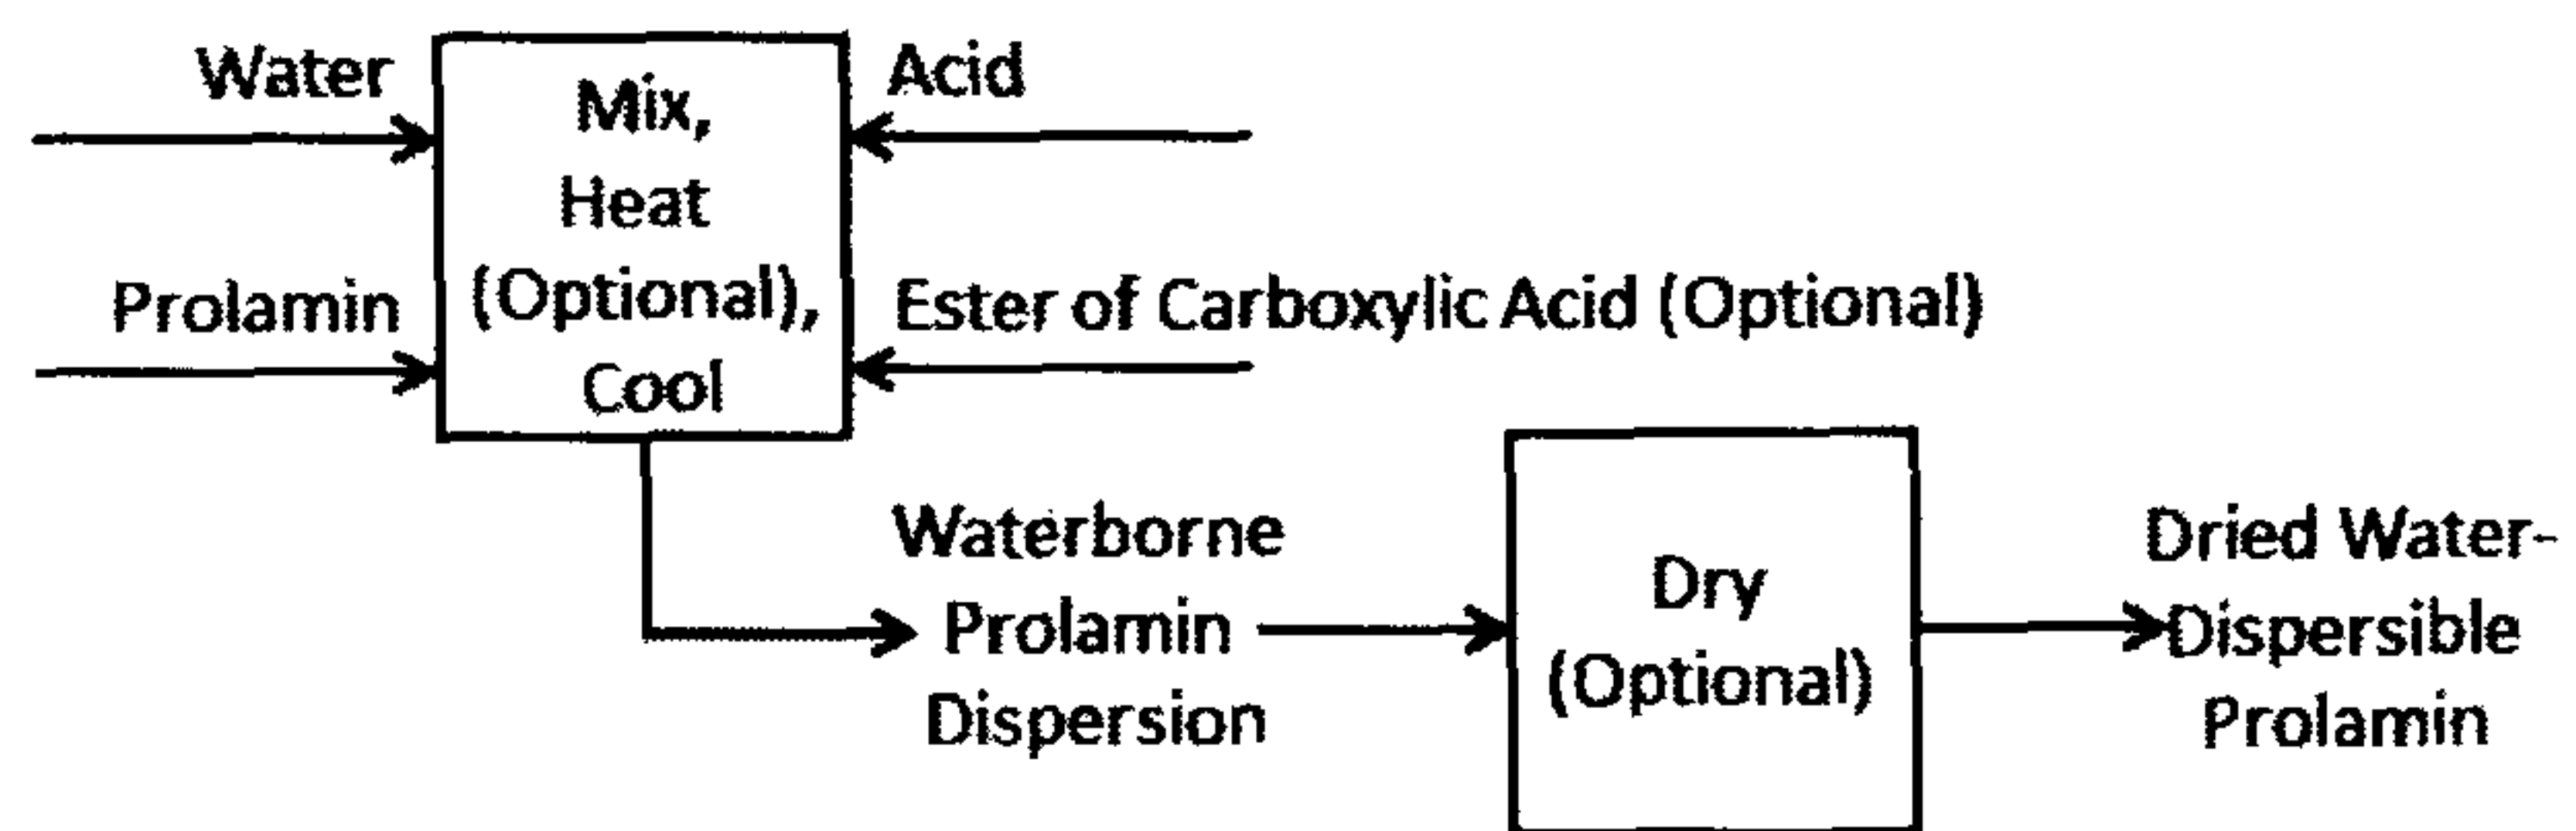 Water
Mix,
Heat
(Optional),
Cool
Acid
Prolamin
Ester of Carboxylic Acid (Optional)
Waterborne
Prolamin
Dispersion
Dry
(Optional)
Dried Water-
Dispersible
Prolamin